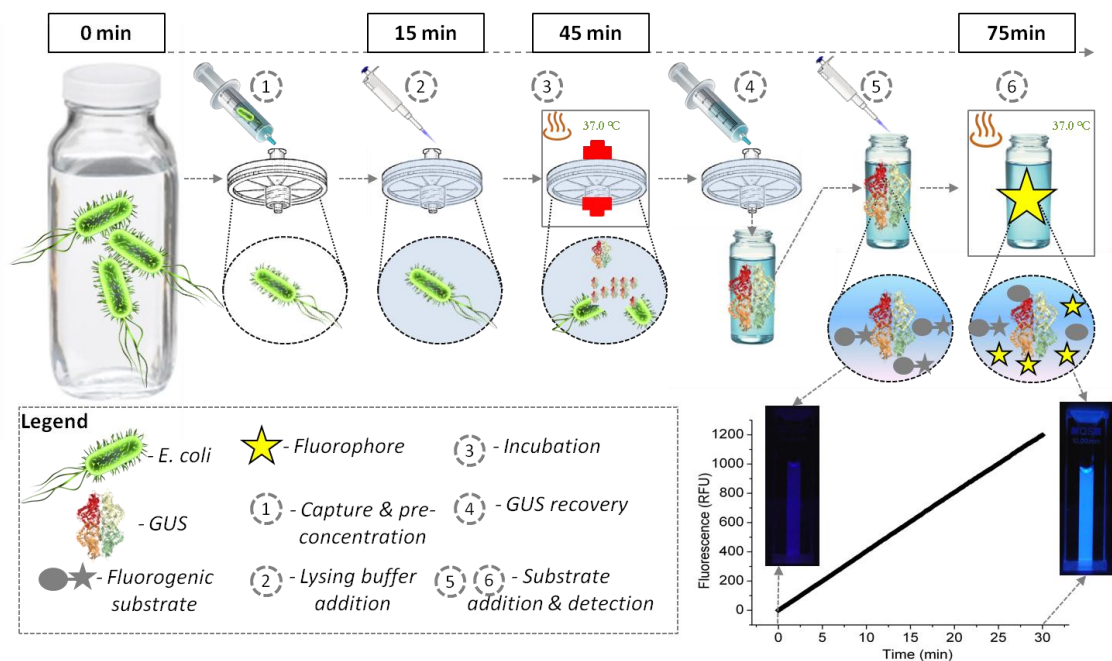 0 min
15 min
45 min
75min
1
2
3
4
5
6
37.0 ºC
37.0 ºC
Legend
- E. coli
- Fluorophore
3 - Incubation
- GUS
1 - Capture & pre-
concentration
4 - GUS recovery
- Fluorogenic
substrate
2 - Lysing buffer
addition
5 6 - Substrate
addition & detection
Fluorescence (RFU)
1200
1000
800
600
400
200
0
0
5
10
15
20
25
30
Time (min)
10.00mm